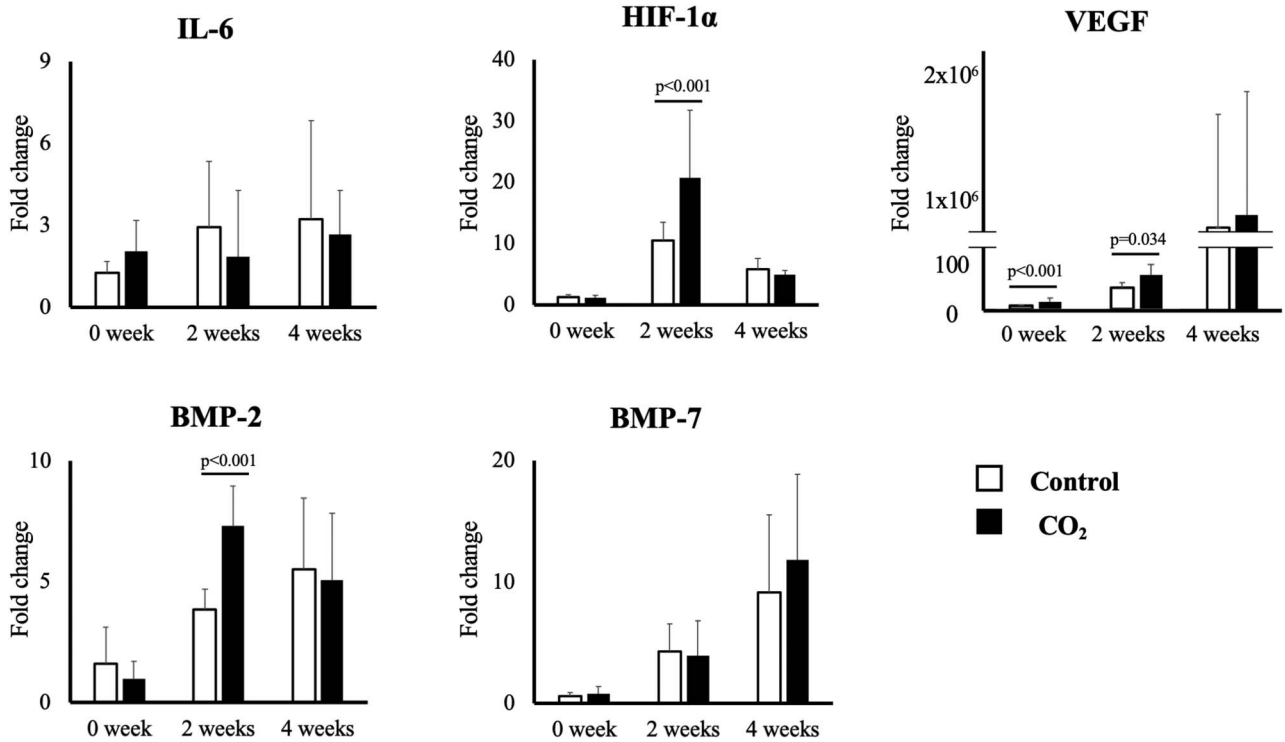 IL-6
Fold change
9
6
3
0
0 week 2 weeks 4 weeks
HIF-1α
Fold change
40
30
20
10
0
p<0.001
0 week 2 weeks 4 weeks
VEGF
Fold change
2x10⁶
1x10⁶
100
0
p<0.001
p=0.034
0 week 2 weeks 4 weeks
BMP-2
Fold change
10
5
0
p<0.001
0 week 2 weeks 4 weeks
BMP-7
Fold change
20
10
0
0 week 2 weeks 4 weeks
Control
CO₂